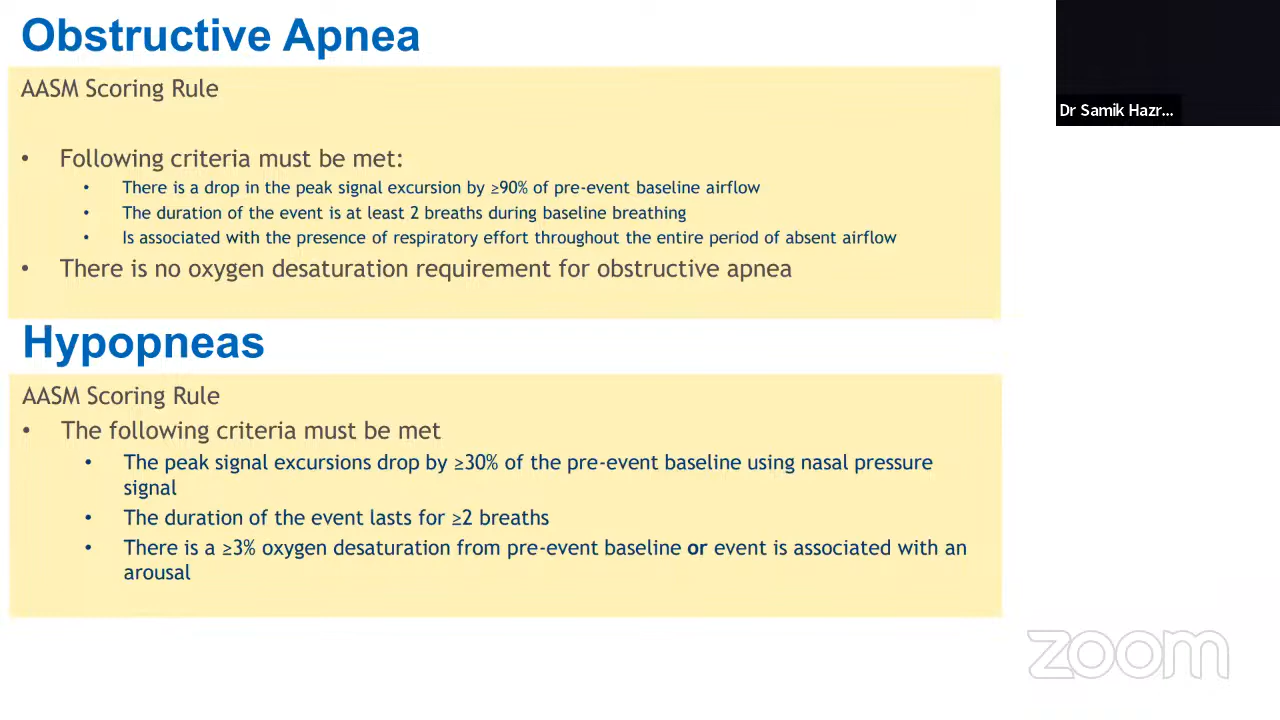 Obstructive Apnea
AASM Scoring Rule
• Following criteria must be met:
• There is a drop in the peak signal excursion by ≥90% of pre-event baseline airflow
• The duration of the event is at least 2 breaths during baseline breathing
• Is associated with the presence of respiratory effort throughout the entire period of absent airflow
• There is no oxygen desaturation requirement for obstructive apnea
Hypopneas
AASM Scoring Rule
• The following criteria must be met
• The peak signal excursions drop by ≥30% of the pre-event baseline using nasal pressure
signal
• The duration of the event lasts for ≥2 breaths
• There is a ≥3% oxygen desaturation from pre-event baseline or event is associated with an
arousal
Dr Samik Hazr...
zoom